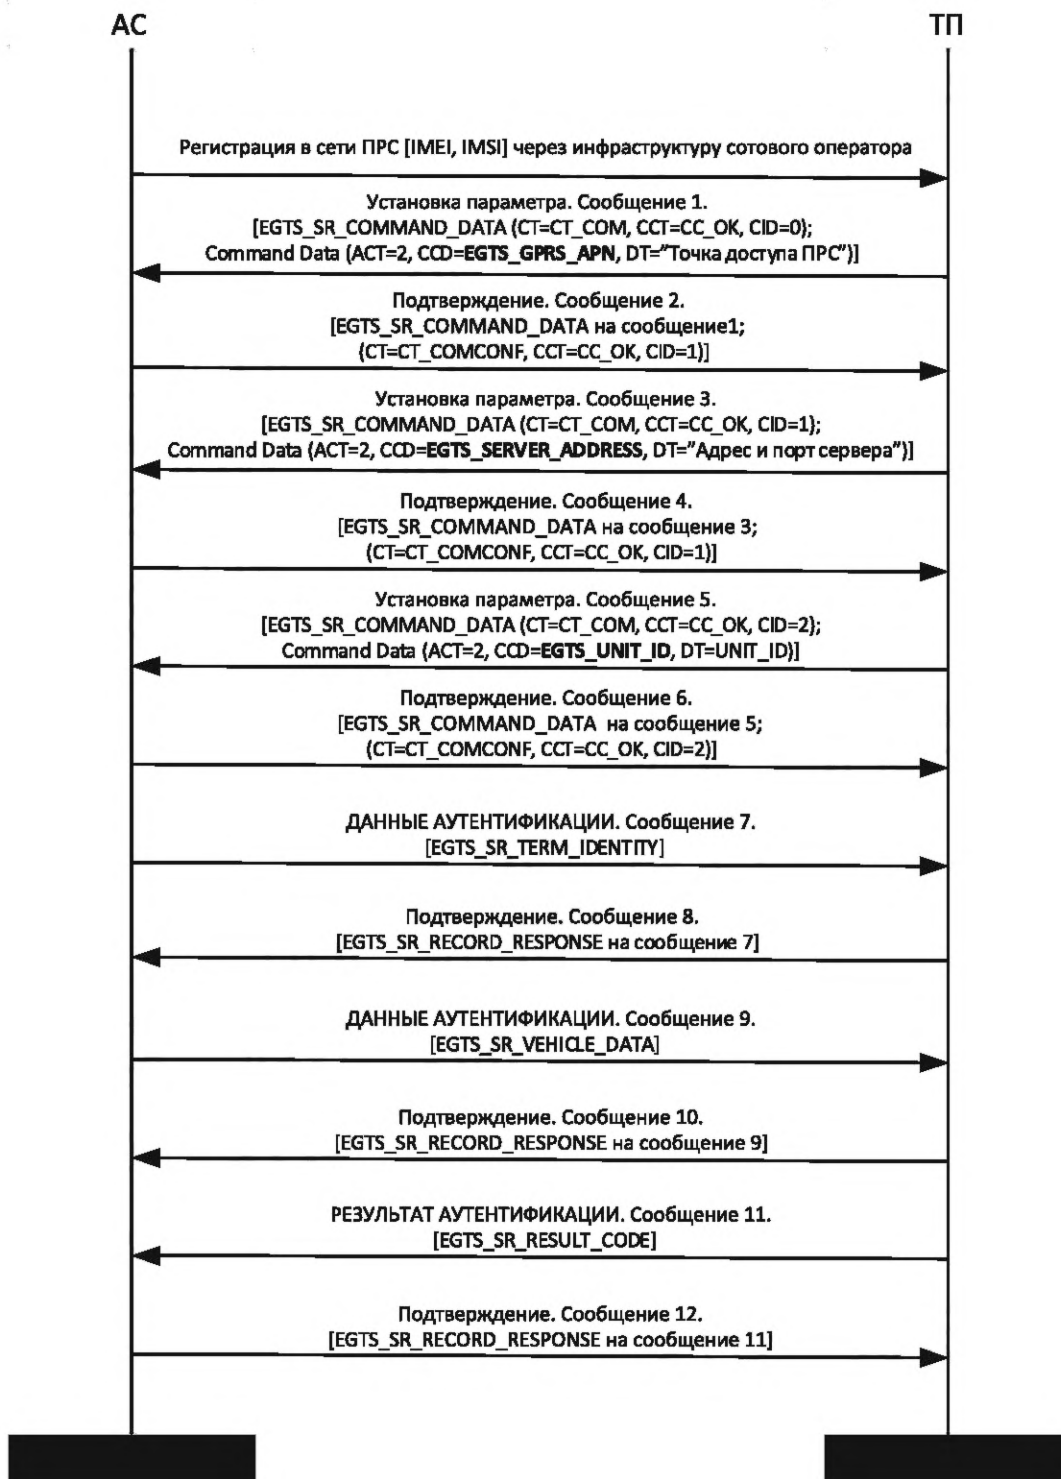 АС
ТП
Регистрация в сети ПРС [IMEI, IMSI] через инфраструктуру сотового оператора
Установка параметра. Сообщение 1.
[EGTS_SR_COMMAND_DATA (CT=CT_COM, CCT=CC_OK, CID=0);
Command Data (ACT=2, CCD=EGTS_GPRS_APN, DT=”Точка доступа ПРС”)]
Подтверждение. Сообщение 2.
[EGTS_SR_COMMAND_DATA на сообщение1;
(CT=CT_COMCONF, CCT=CC_OK, CID=1)]
Установка параметра. Сообщение 3.
[EGTS_SR_COMMAND_DATA (CT=CT_COM, CCT=CC_OK, CID=1);
Command Data (ACT=2, CCD=EGTS_SERVER_ADDRESS, DT=”Адрес и порт сервера”)]
Подтверждение. Сообщение 4.
[EGTS_SR_COMMAND_DATA на сообщение 3;
(CT=CT_COMCONF, CCT=CC_OK, CID=1)]
Установка параметра. Сообщение 5.
[EGTS_SR_COMMAND_DATA (CT=CT_COM, CCT=CC_OK, CID=2);
Command Data (ACT=2, CCD=EGTS_UNIT_ID, DT=UNIT_ID)]
Подтверждение. Сообщение 6.
[EGTS_SR_COMMAND_DATA на сообщение 5;
(CT=CT_COMCONF, CCT=CC_OK, CID=2)]
ДАННЫЕ АУТЕНТИФИКАЦИИ. Сообщение 7.
[EGTS_SR_TERM_IDENTITY]
Подтверждение. Сообщение 8.
[EGTS_SR_RECORD_RESPONSE на сообщение 7]
ДАННЫЕ АУТЕНТИФИКАЦИИ. Сообщение 9.
[EGTS_SR_VEHICLE_DATA]
Подтверждение. Сообщение 10.
[EGTS_SR_RECORD_RESPONSE на сообщение 9]
РЕЗУЛЬТАТ АУТЕНТИФИКАЦИИ. Сообщение 11.
[EGTS_SR_RESULT_CODE]
Подтверждение. Сообщение 12.
[EGTS_SR_RECORD_RESPONSE на сообщение 11]